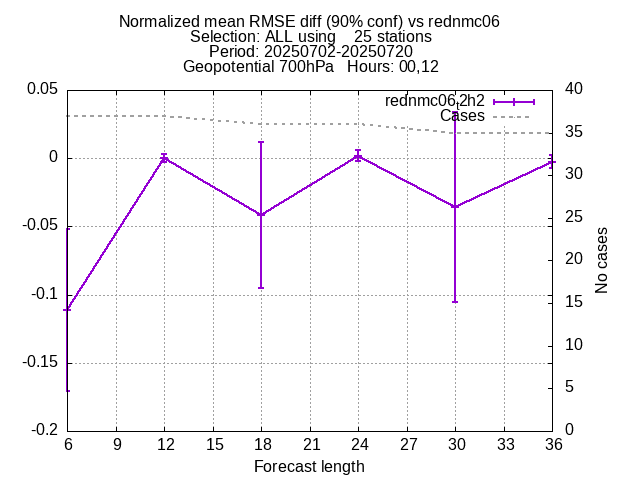 Normalized mean RMSE diff (90% conf) vs rednmc06
Selection: ALL using    25 stations
Period: 20250702-20250720
Geopotential 700hPa   Hours: 00,12
rednmc06,2h2
Cases
0.05
0
-0.05
-0.1
-0.15
-0.2
40
35
30
25
20
15
10
5
0
No cases
6 9 12 15 18 21 24 27 30 33 36
Forecast length